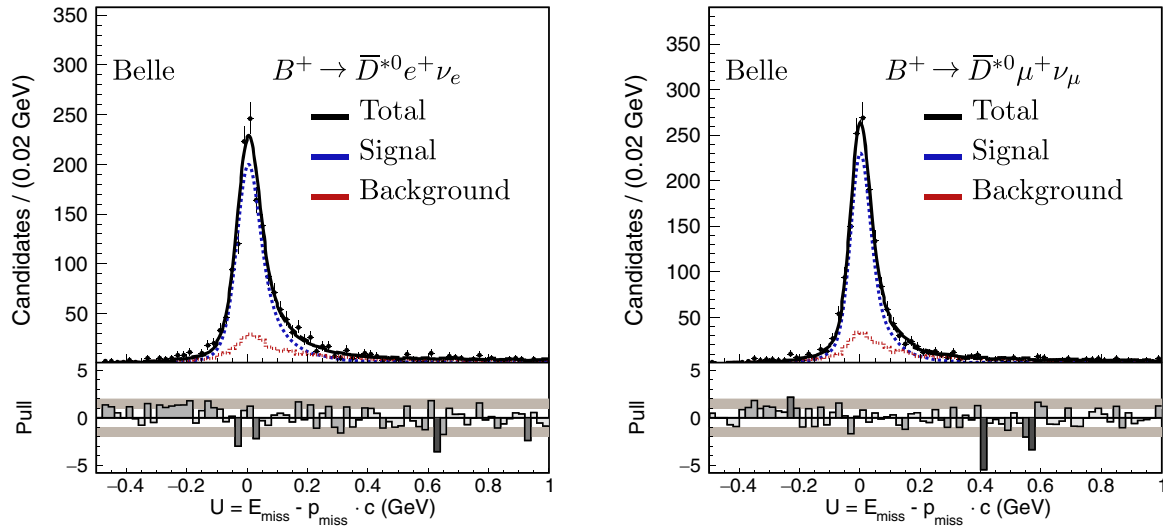 350
300
250
200
150
100
50
Candidates / (0.02 GeV)
Belle
B⁺ → D̅*⁰e⁺νₑ
Total
Signal
Background
5
0
−5
Pull
−0.4 −0.2 0 0.2 0.4 0.6 0.8 1
U = E_miss - p_miss · c (GeV)
350
300
250
200
150
100
50
Candidates / (0.02 GeV)
Belle
B⁺ → D̅*⁰μ⁺ν_μ
Total
Signal
Background
5
0
−5
Pull
−0.4 −0.2 0 0.2 0.4 0.6 0.8 1
U = E_miss - p_miss · c (GeV)